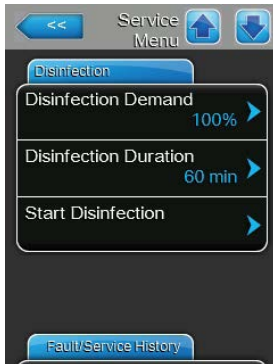 <<
Service
Menu
Disinfection
Disinfection Demand
100%
Disinfection Duration
60 min
Start Disinfection
Fault/Service History